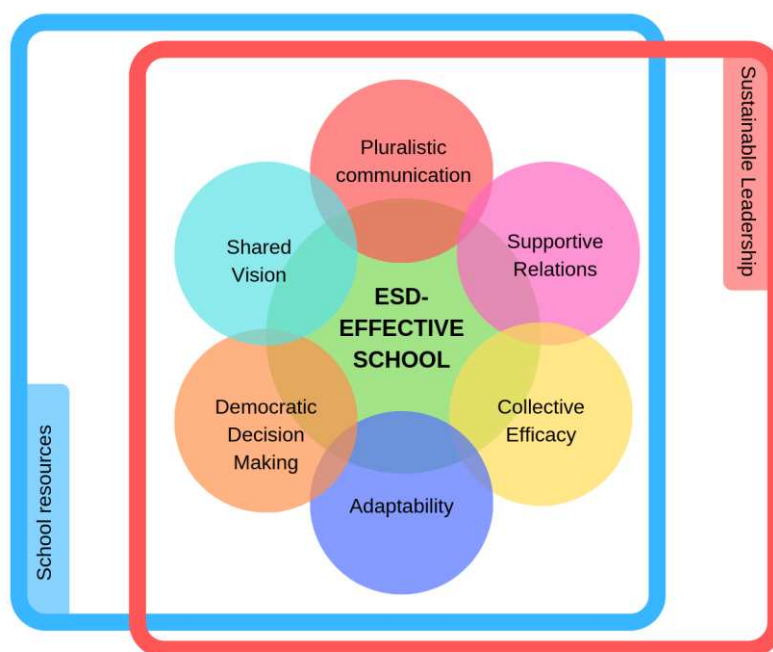 Sustainable Leadership
Pluralistic
communication
Shared
Vision
Supportive
Relations
ESD-
EFFECTIVE
SCHOOL
Democratic
Decision
Making
Collective
Efficacy
Adaptability
School resources